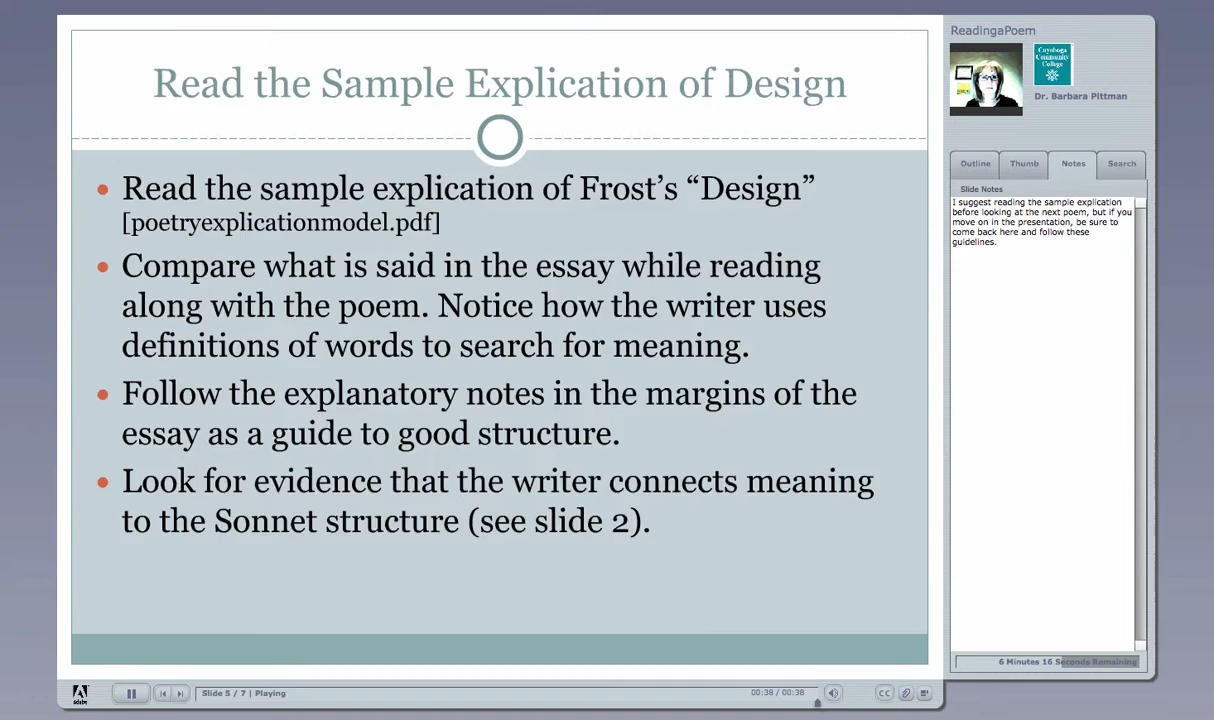 Read the Sample Explication of Design
Read the sample explication of Frost’s “Design”
[poetryexplicationmodel.pdf]
Compare what is said in the essay while reading
along with the poem. Notice how the writer uses
definitions of words to search for meaning.
Follow the explanatory notes in the margins of the
essay as a guide to good structure.
Look for evidence that the writer connects meaning
to the Sonnet structure (see slide 2).
ReadingaPoem
Cuyahoga
Community
College
Dr. Barbara Pittman
Outline
Thumb
Notes
Search
Slide Notes
I suggest reading the sample explication
before looking at the next poem, but if you
move on in the presentation, be sure to
come back here and follow these
guidelines.
6 Minutes 16 Seconds Remaining
Adobe
Slide 5 / 7 | Playing
00:38 / 00:38
CC